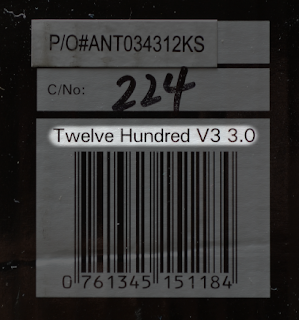 P/O#ANT034312KS
C/No: 224
Twelve Hundred V3 3.0
0 761345 151184